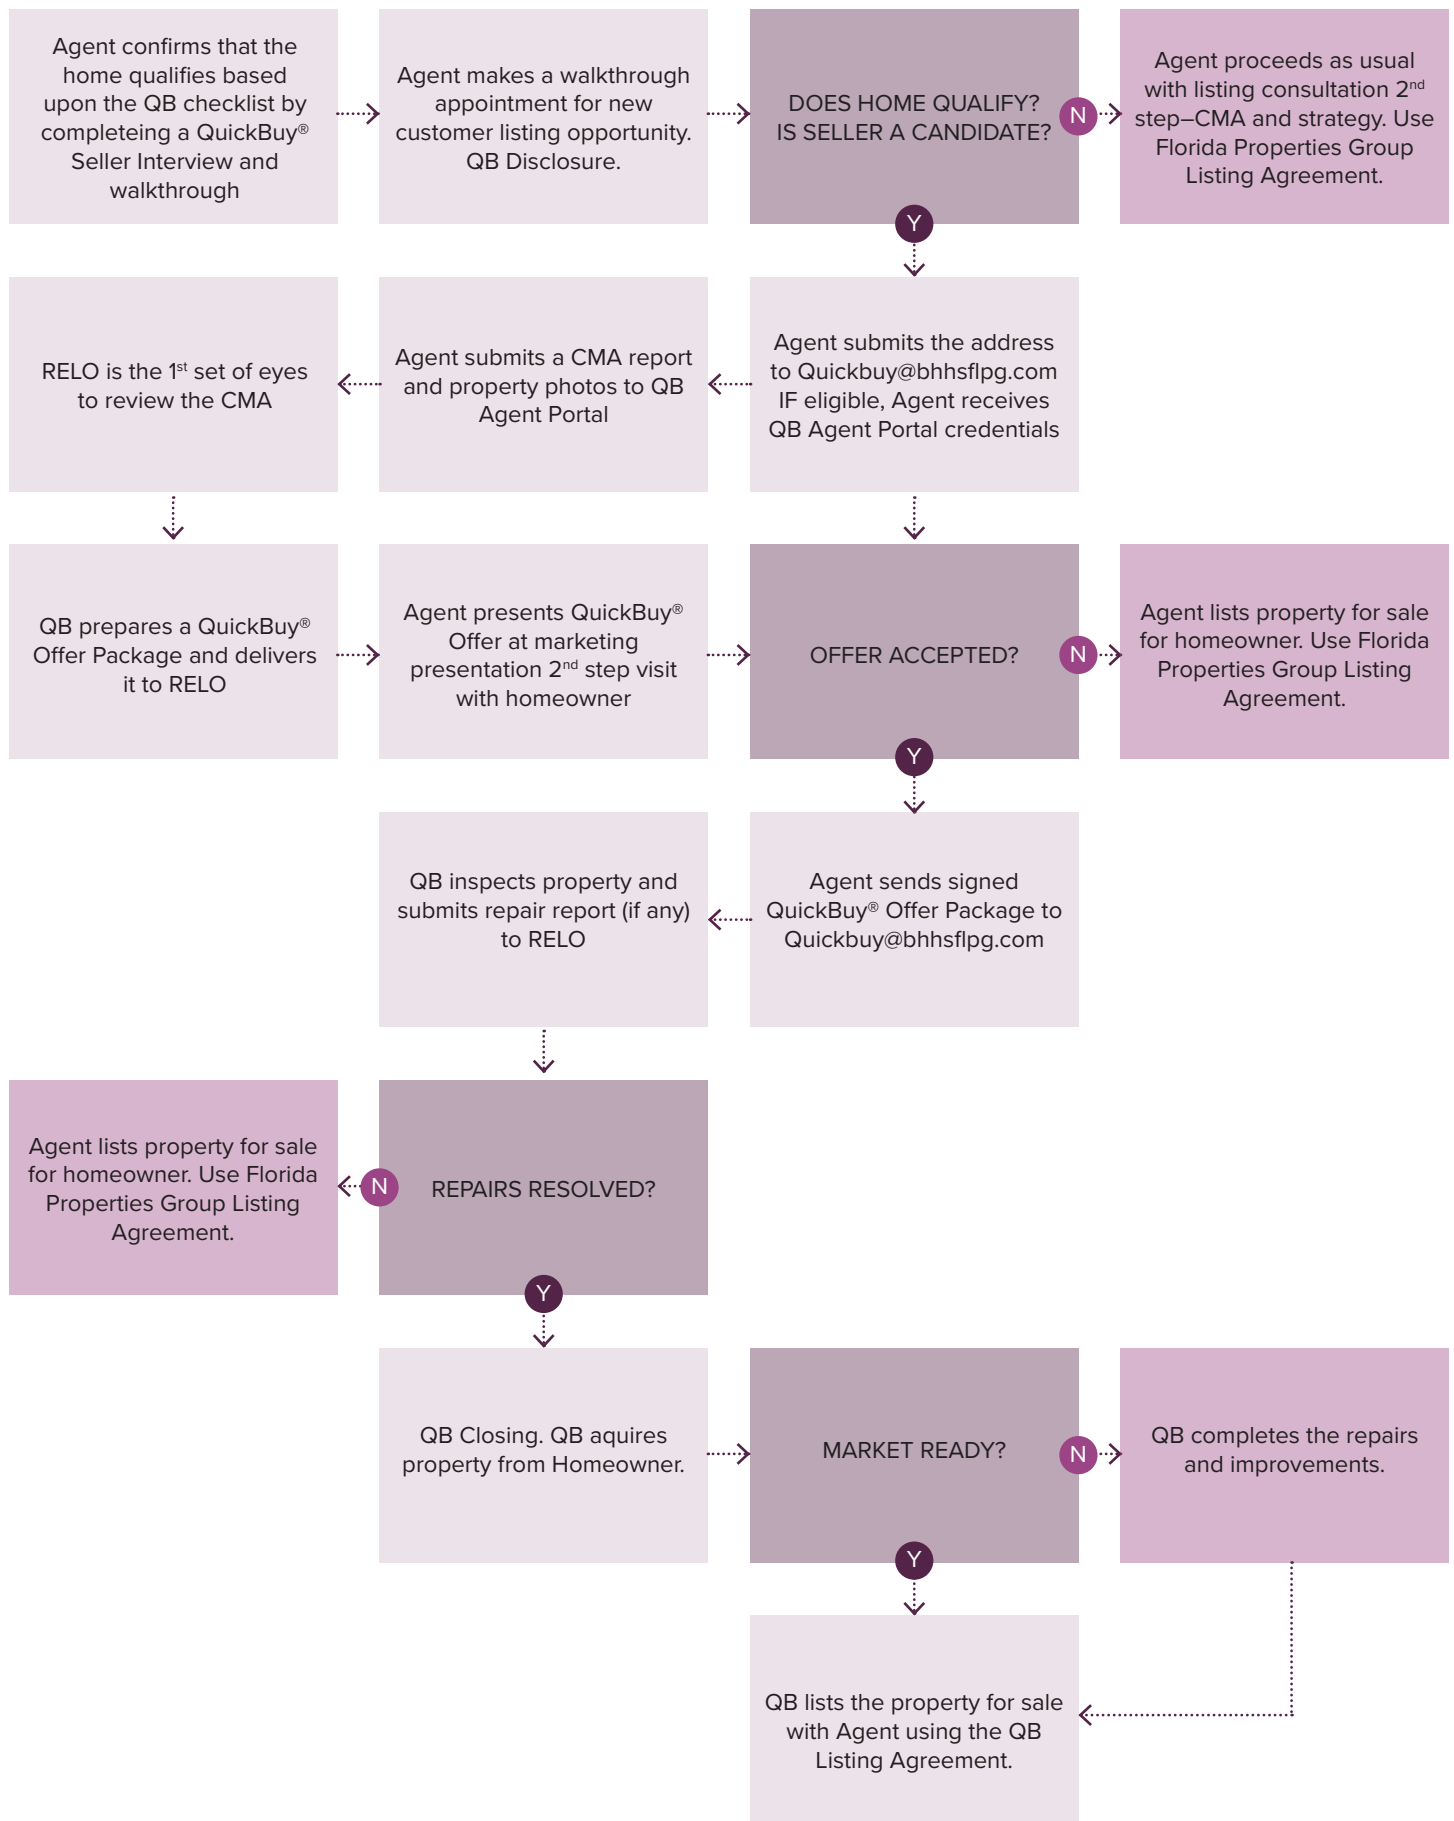 Agent confirms that the
home qualifies based
upon the QB checklist by
completeing a QuickBuy®
Seller Interview and
walkthrough
Agent makes a walkthrough
appointment for new
customer listing opportunity.
QB Disclosure.
DOES HOME QUALIFY?
IS SELLER A CANDIDATE?
N
Agent proceeds as usual
with listing consultation 2nd
step–CMA and strategy. Use
Florida Properties Group
Listing Agreement.
Y
RELO is the 1st set of eyes
to review the CMA
Agent submits a CMA report
and property photos to QB
Agent Portal
Agent submits the address
to Quickbuy@bhhsflpg.com
IF eligible, Agent receives
QB Agent Portal credentials
QB prepares a QuickBuy®
Offer Package and delivers
it to RELO
Agent presents QuickBuy®
Offer at marketing
presentation 2nd step visit
with homeowner
OFFER ACCEPTED?
N
Agent lists property for sale
for homeowner. Use Florida
Properties Group Listing
Agreement.
Y
QB inspects property and
submits repair report (if any)
to RELO
Agent sends signed
QuickBuy® Offer Package to
Quickbuy@bhhsflpg.com
Agent lists property for sale
for homeowner. Use Florida
Properties Group Listing
Agreement.
N
REPAIRS RESOLVED?
Y
QB Closing. QB aquires
property from Homeowner.
MARKET READY?
N
QB completes the repairs
and improvements.
Y
QB lists the property for sale
with Agent using the QB
Listing Agreement.